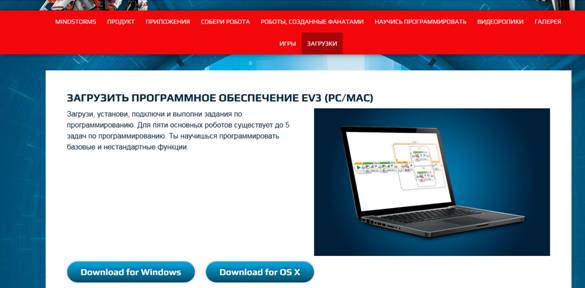 MINDSTORMS ПРОДУКТ ПРИЛОЖЕНИЯ СОБЕРИ РОБОТА РОБОТЫ, СОЗДАННЫЕ ФАНАТАМИ НАУЧИСЬ ПРОГРАММИРОВАТЬ ВИДЕОРОЛИКИ ГАЛЕРЕЯ
ИГРЫ ЗАГРУЗКИ
ЗАГРУЗИТЬ ПРОГРАММНОЕ ОБЕСПЕЧЕНИЕ EV3 (PC/MAC)
Загрузи, установи, подключи и выполни задания по
программированию. Для пяти основных роботов существует до 5
задач по программированию. Ты научишься программировать
базовые и нестандартные функции.
Download for Windows Download for OS X